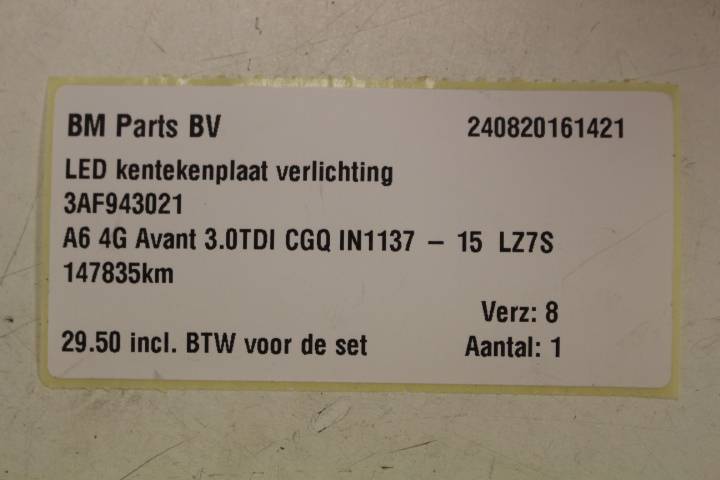 BM Parts BV 240820161421
LED kentekenplaat verlichting
3AF943021
A6 4G Avant 3.0TDI CGQ IN1137 – 15 LZ7S
147835km
Verz: 8
29.50 incl. BTW voor de set Aantal: 1